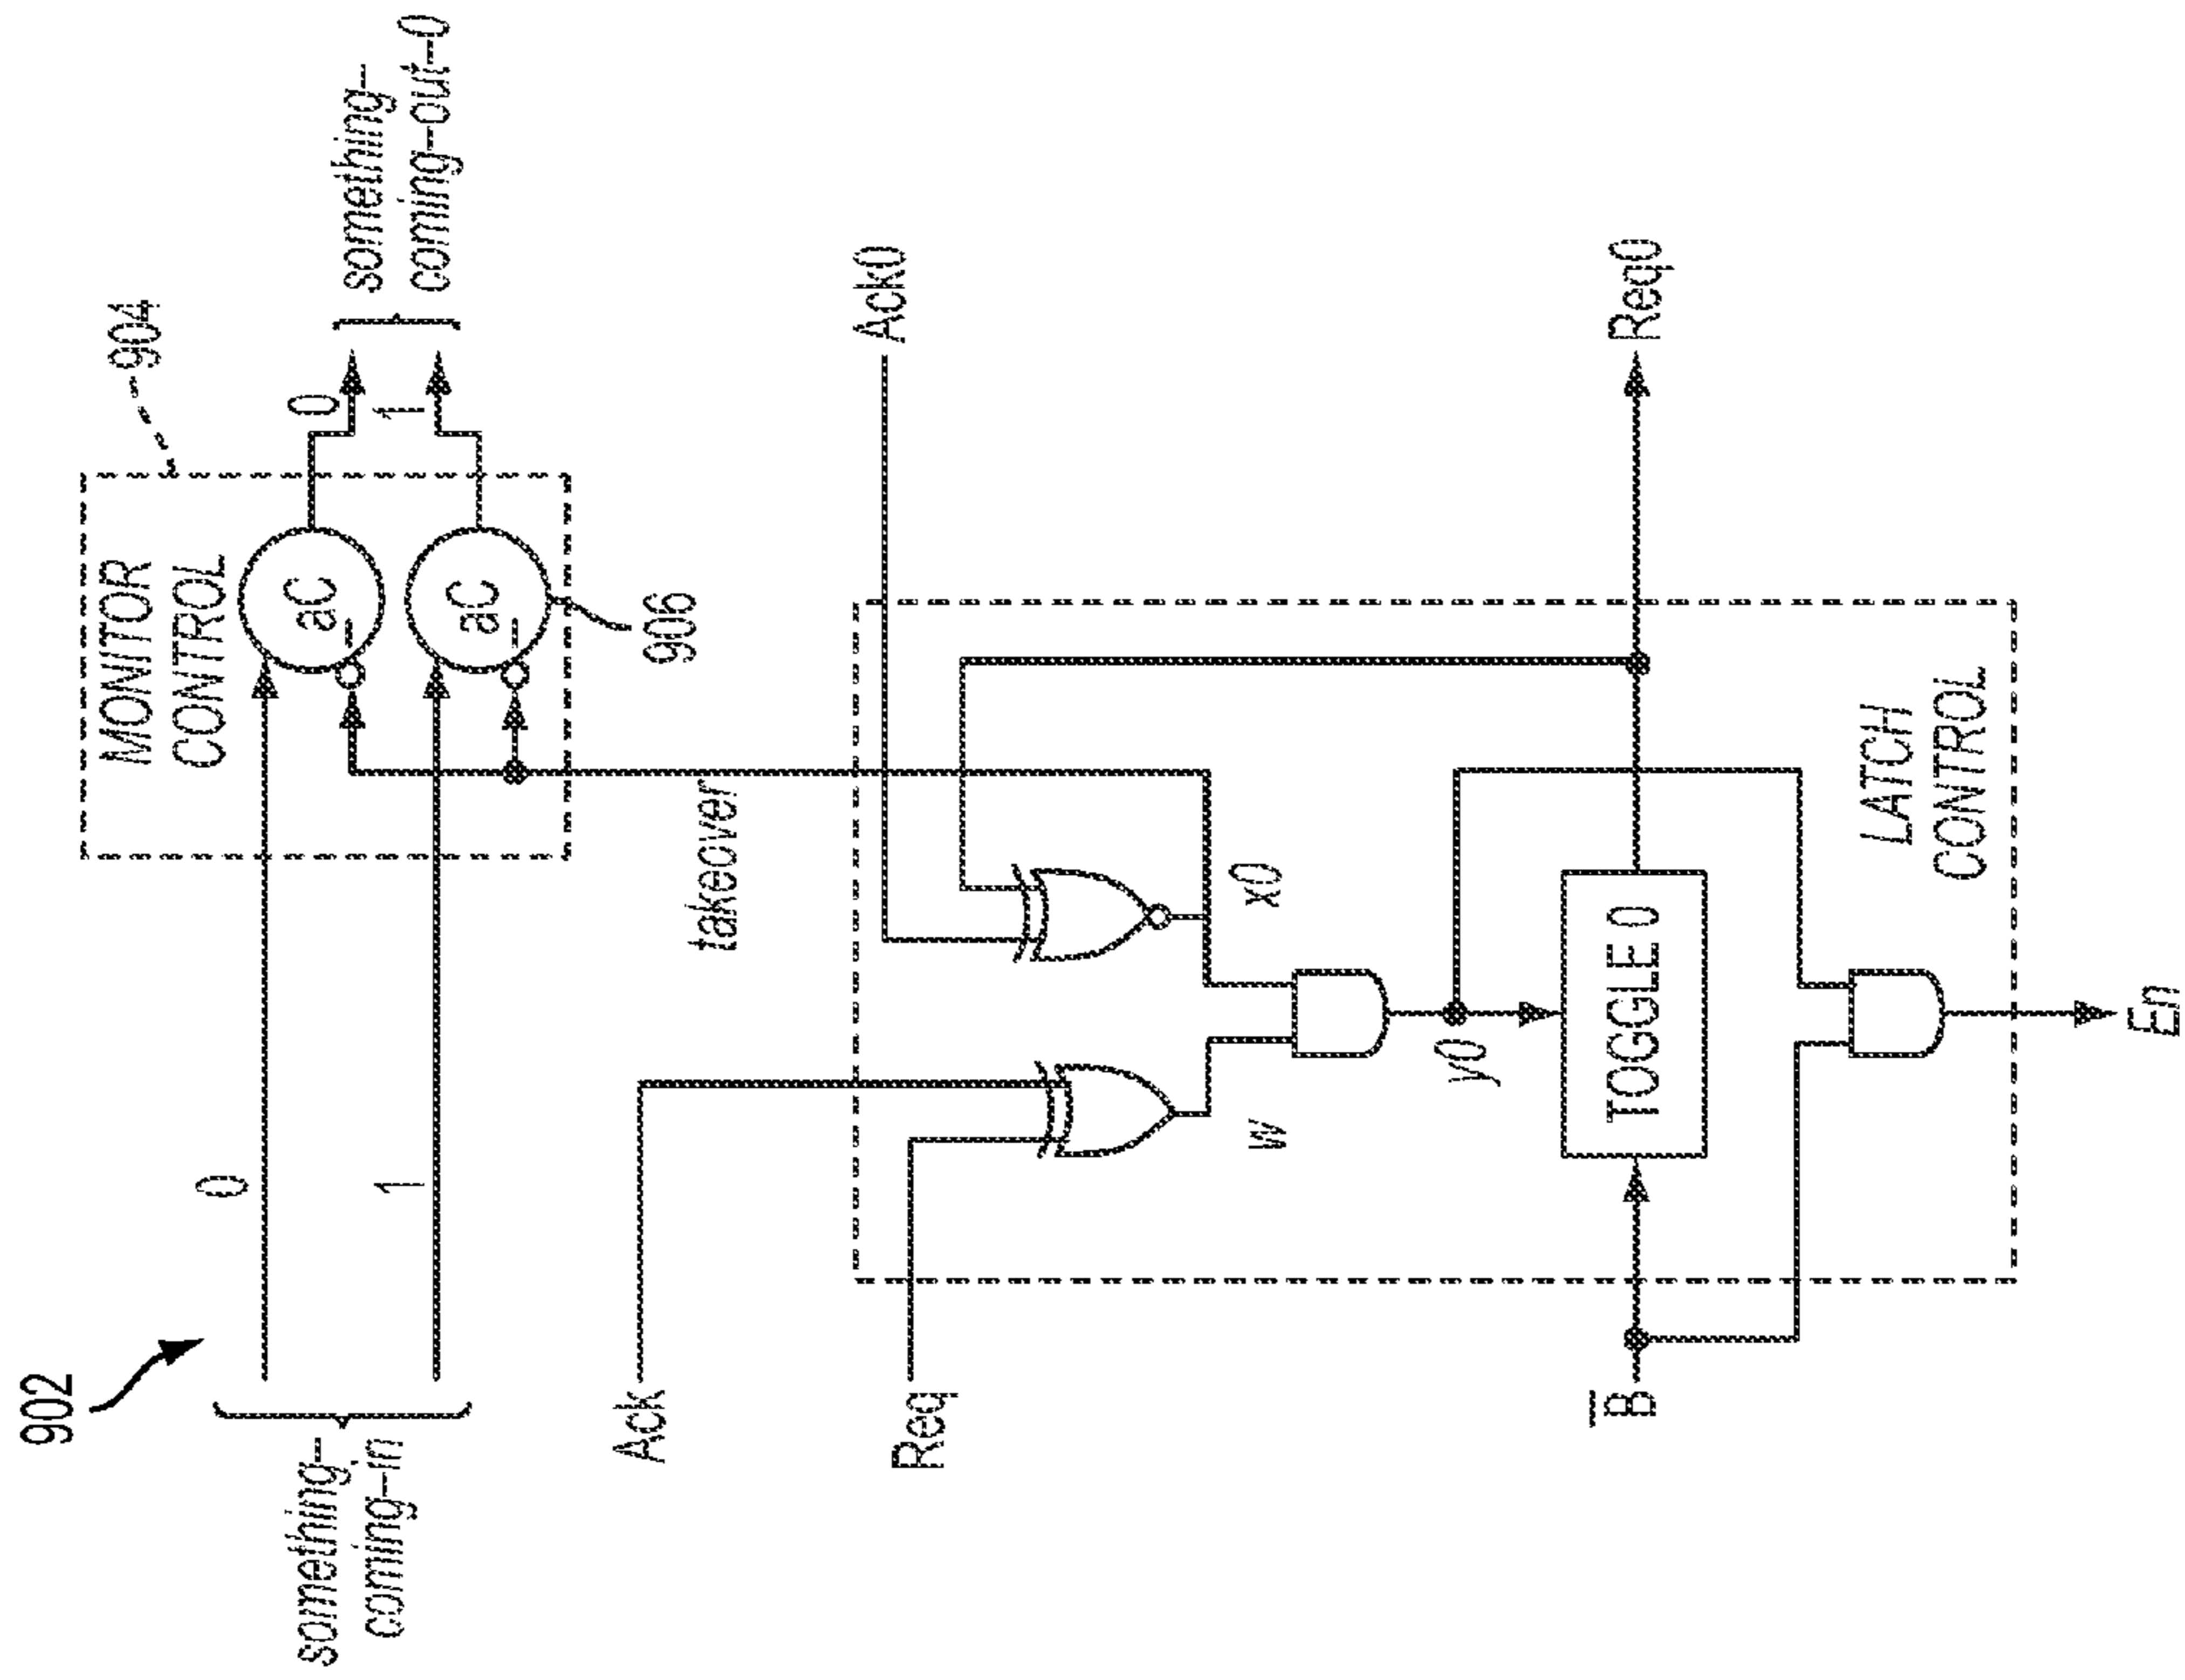 902
something-
coming-in
0
1
904
MONITOR
CONTROL
aC
aC
—
—
906
0
1
something-
coming-out-0
takeover
Ack
Req
Ack0
Req0
w
x0
y0
TOGGLE 0
B̅
LATCH
CONTROL
En